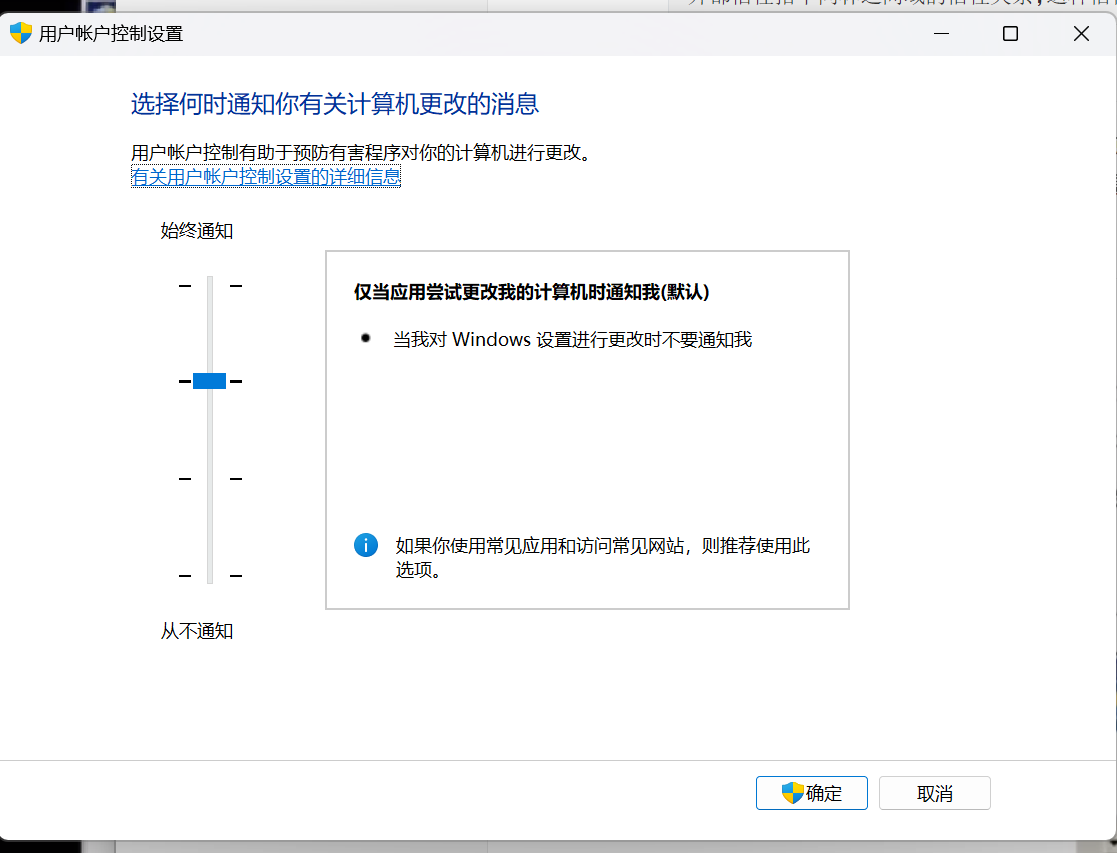 用户帐户控制设置
选择何时通知你有关计算机更改的消息
用户帐户控制有助于预防有害程序对你的计算机进行更改。
有关用户帐户控制设置的详细信息
始终通知
仅当应用尝试更改我的计算机时通知我(默认)
当我对 Windows 设置进行更改时不要通知我
如果你使用常见应用和访问常见网站，则推荐使用此
选项。
从不通知
确定
取消